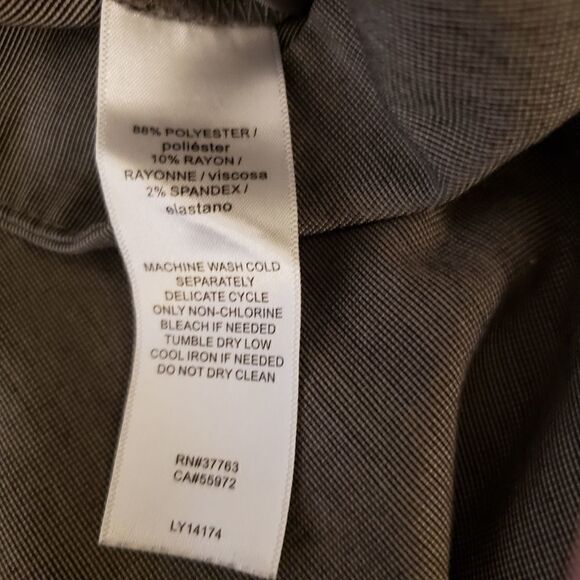 88% POLYESTER /
poliéster
10% RAYON /
RAYONNE / viscosa
2% SPANDEX /
elastano
MACHINE WASH COLD
SEPARATELY
DELICATE CYCLE
ONLY NON-CHLORINE
BLEACH IF NEEDED
TUMBLE DRY LOW
COOL IRON IF NEEDED
DO NOT DRY CLEAN
RN#37763
CA#55972
LY14174